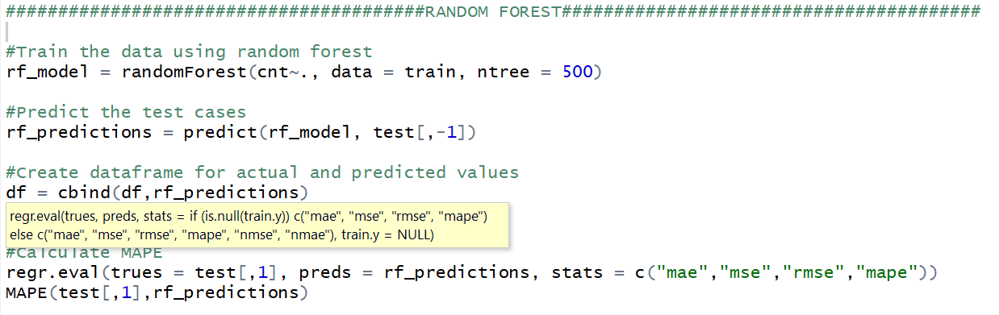 ########################################RANDOM FOREST########################################
#Train the data using random forest
rf_model = randomForest(cnt~., data = train, ntree = 500)
#Predict the test cases
rf_predictions = predict(rf_model, test[,-1])
#Create dataframe for actual and predicted values
df = cbind(df,rf_predictions)
regr.eval(trues, preds, stats = if (is.null(train.y)) c("mae", "mse", "rmse", "mape")
else c("mae", "mse", "rmse", "mape", "nmse", "nmae"), train.y = NULL)
#Calculate MAPE
regr.eval(trues = test[,1], preds = rf_predictions, stats = c("mae","mse","rmse","mape"))
MAPE(test[,1],rf_predictions)